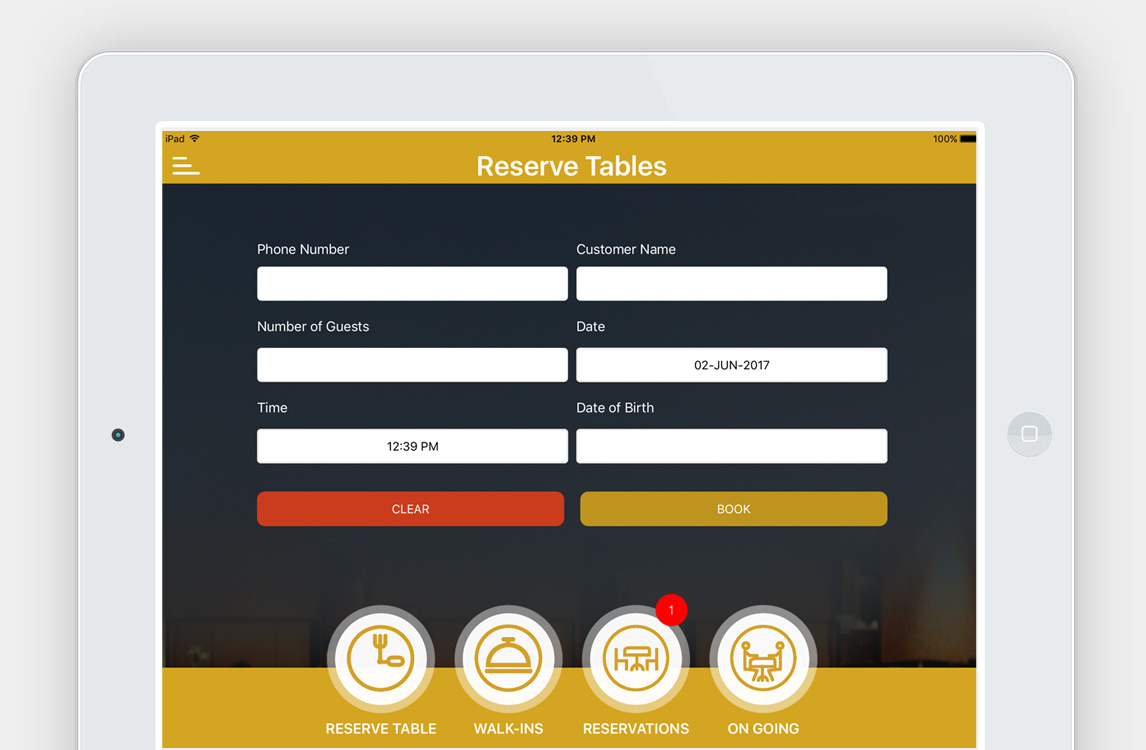 iPad 12:39 PM 100%
Reserve Tables
Phone Number Customer Name
Number of Guests Date
02-JUN-2017
Time Date of Birth
12:39 PM
CLEAR BOOK
1
RESERVE TABLE WALK-INS RESERVATIONS ON GOING